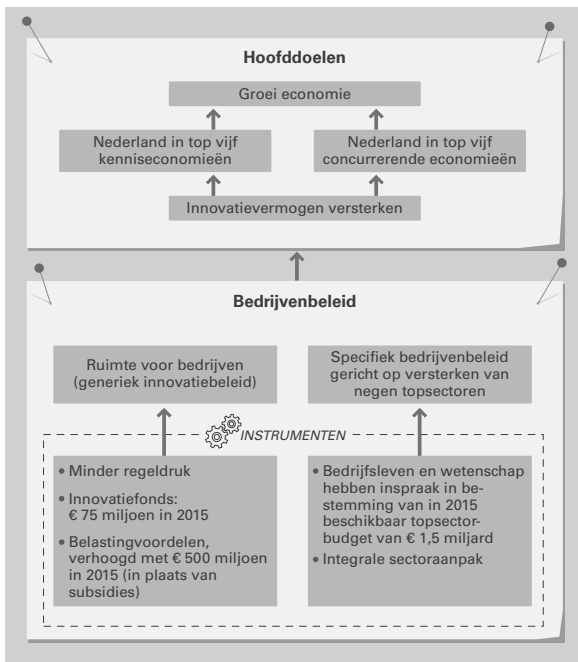 Hoofddoelen
Groei economie
Nederland in top vijf
kenniseconomieën
Nederland in top vijf
concurrerende economieën
Innovatievermogen versterken
Bedrijvenbeleid
Ruimte voor bedrijven
(generiek innovatiebeleid)
Specifiek bedrijvenbeleid
gericht op versterken van
negen topsectoren
INSTRUMENTEN
• Minder regeldruk
• Innovatiefonds:
€ 75 miljoen in 2015
• Belastingvoordelen,
verhoogd met € 500 miljoen
in 2015 (in plaats van
subsidies)
• Bedrijfsleven en wetenschap
hebben inspraak in be-
stemming van in 2015
beschikbaar topsector-
budget van € 1,5 miljard
• Integrale sectoraanpak